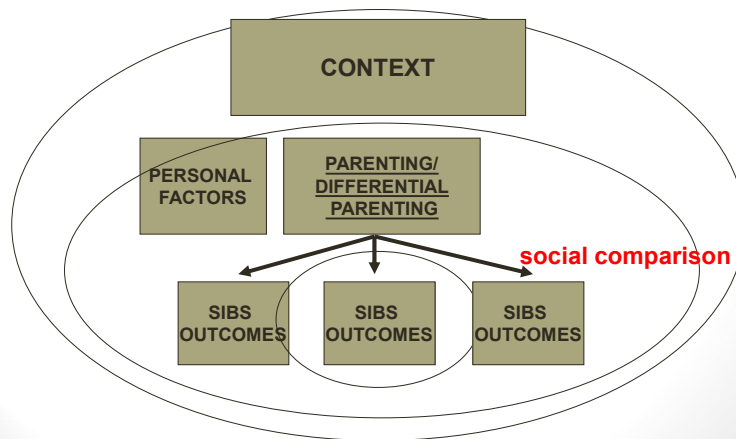 CONTEXT
PERSONAL
FACTORS
PARENTING/
DIFFERENTIAL
PARENTING
social comparison
SIBS
OUTCOMES
SIBS
OUTCOMES
SIBS
OUTCOMES